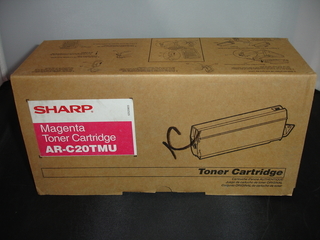 SHARP
Magenta
Toner Cartridge
AR-C20TMU
Toner Cartridge